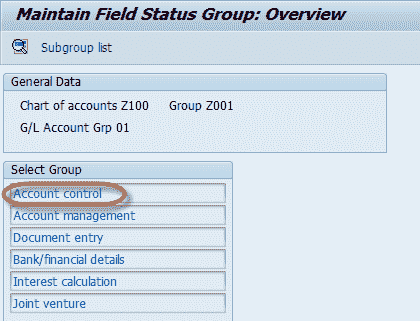 Maintain Field Status Group: Overview
Subgroup list
General Data
Chart of accounts Z100 Group Z001
G/L Account Grp 01
Select Group
Account control
Account management
Document entry
Bank/financial details
Interest calculation
Joint venture